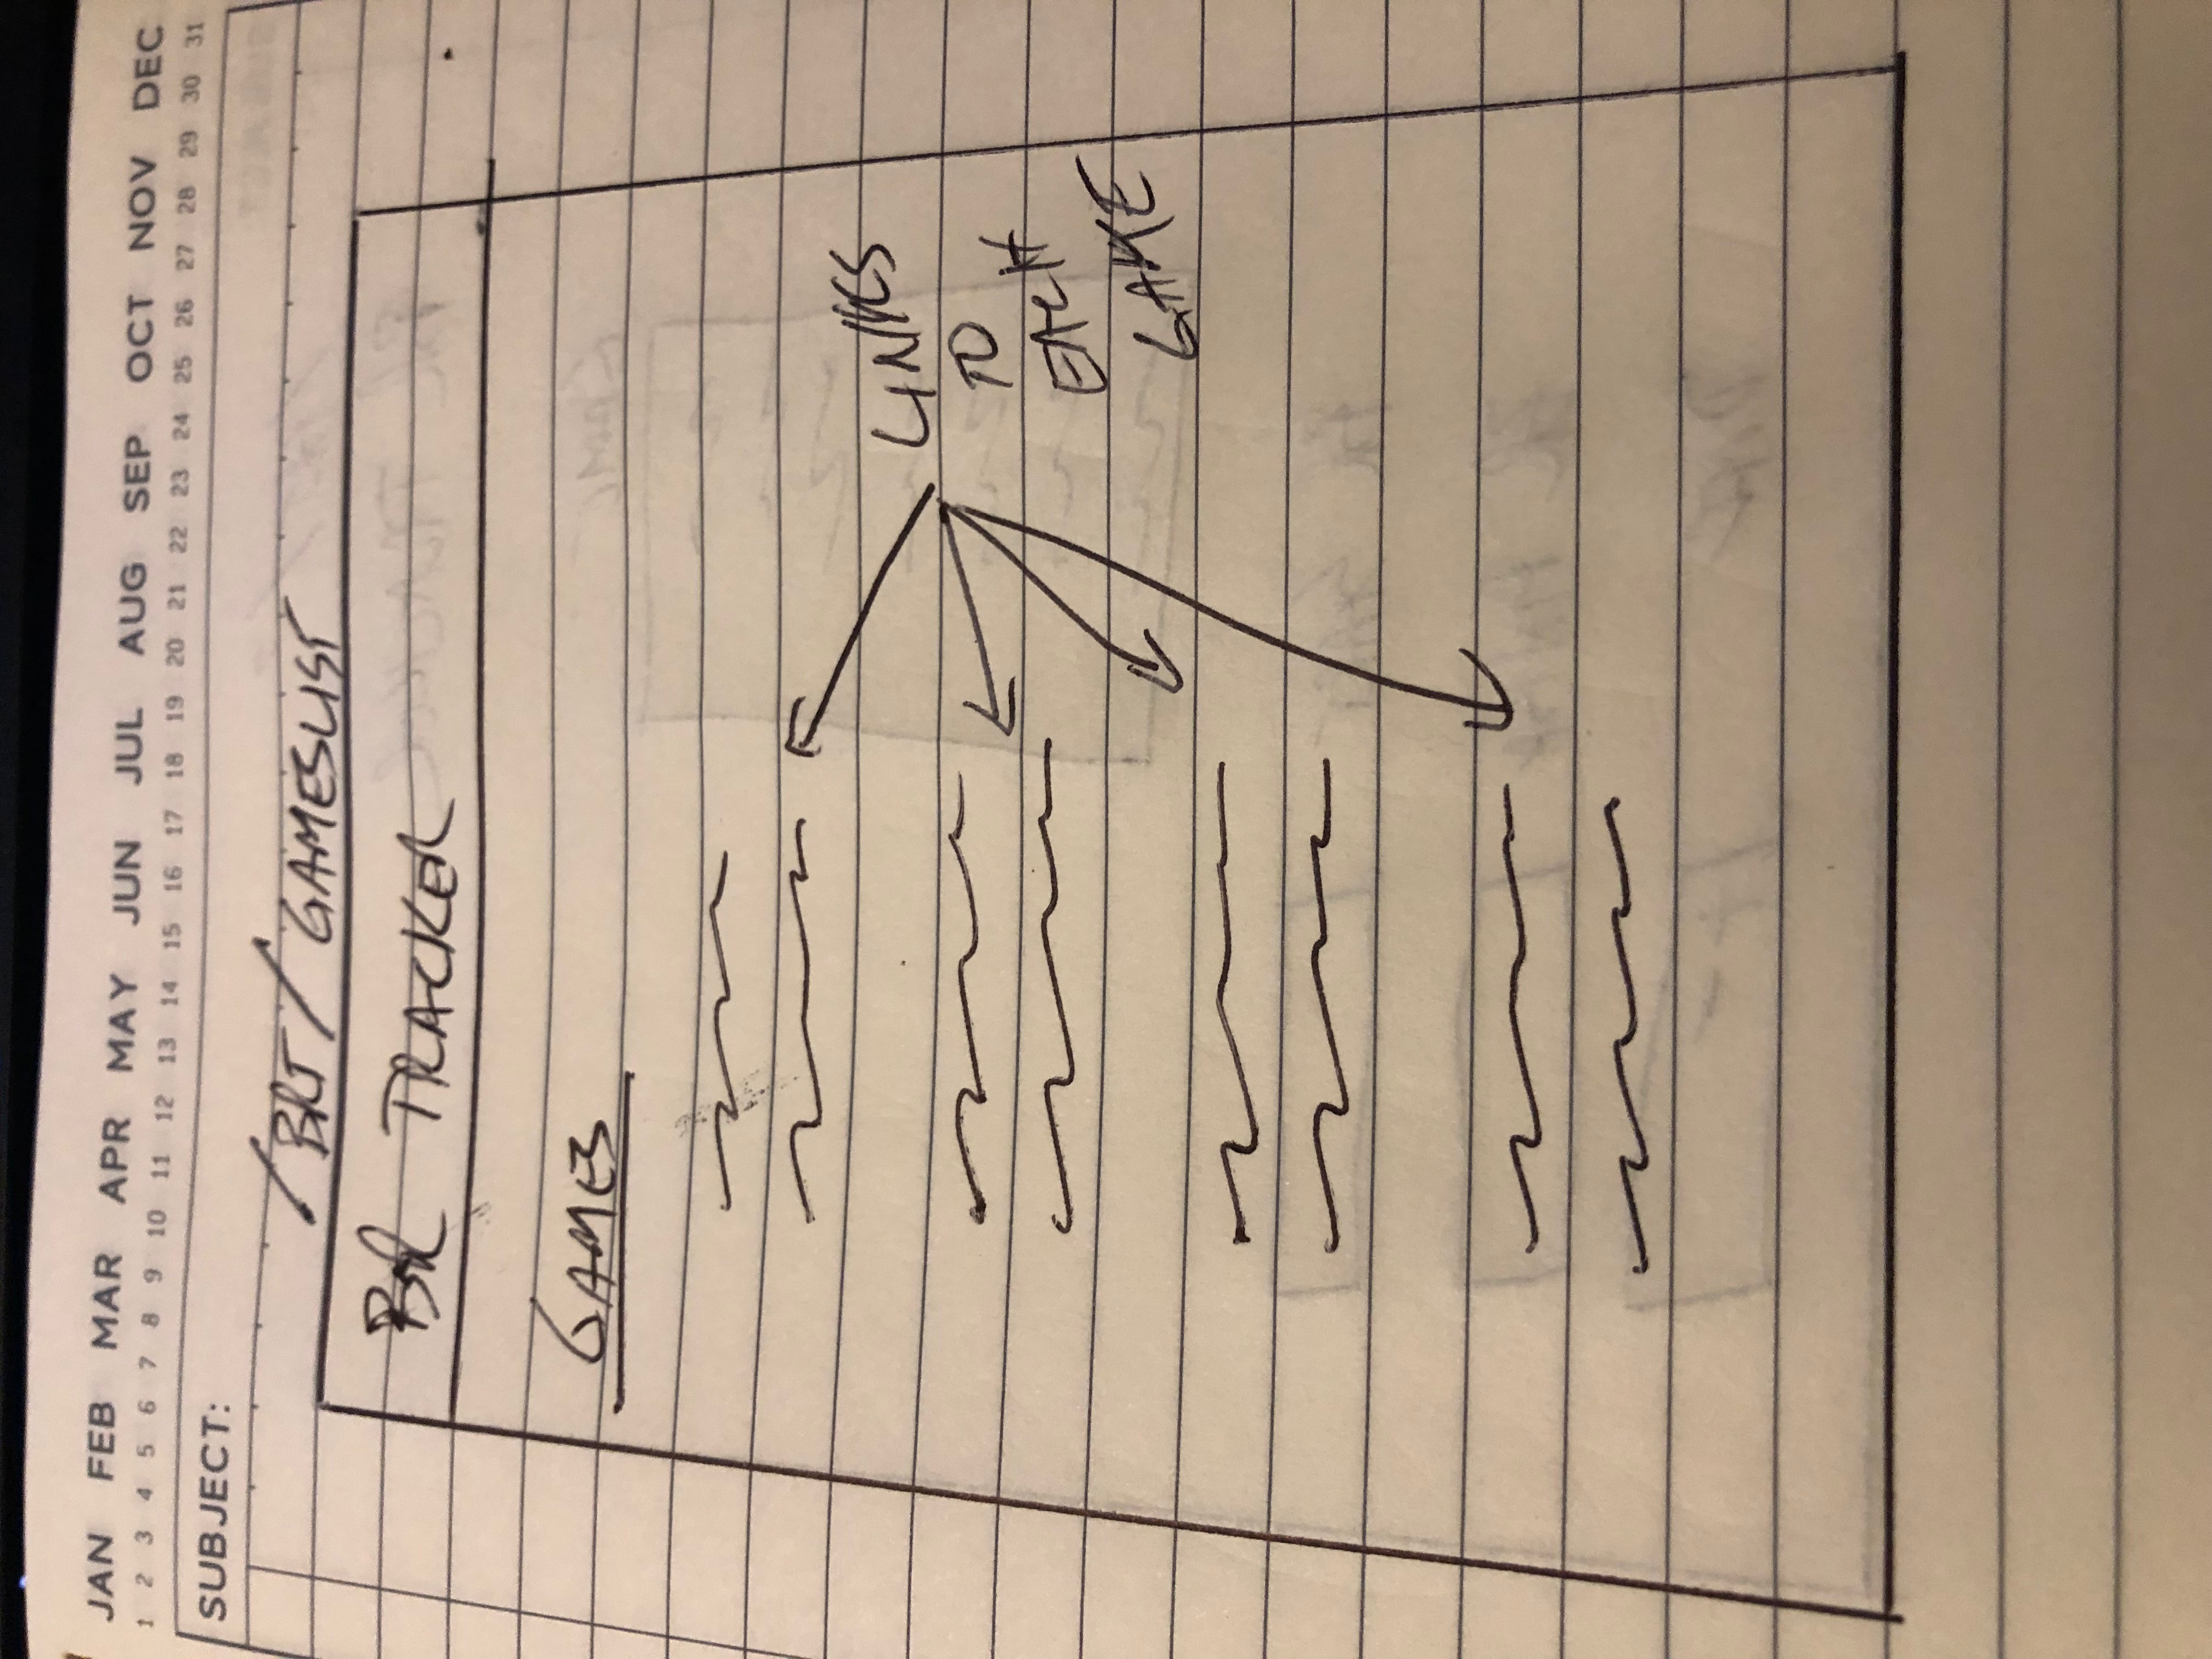 JAN FEB MAR APR MAY JUN JUL AUG SEP OCT NOV DEC
1 2 3 4 5 6 7 8 9 10 11 12 13 14 15 16 17 18 19 20 21 22 23 24 25 26 27 28 29 30 31
SUBJECT:
/BRT/GAMESLIST
BR TRACKER
GAMES
LINKS
TO
EACH
GAME